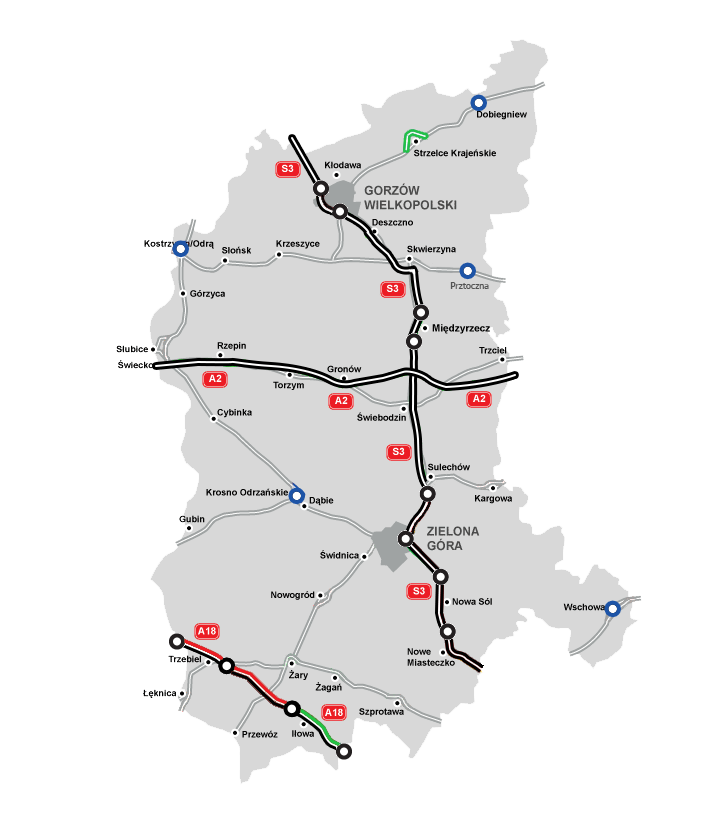 Dobiegniew
Strzelce Krajeńskie
Kłodawa
S3
GORZÓW
WIELKOPOLSKI
Deszczno
Kostrzyn/Odrą
Słońsk
Krzeszyce
Skwierzyna
Prztoczna
Górzyca
S3
Międzyrzecz
Słubice
Rzepin
Trzciel
Świecko
A2
Torzym
Gronów
A2
A2
Świebodzin
Cybinka
S3
Sulechów
Kargowa
Krosno Odrzańskie
Dąbie
Gubin
ZIELONA
GÓRA
Świdnica
Nowogród
S3
Nowa Sól
Wschowa
A18
Trzebiel
Nowe
Miasteczko
Żary
Żagań
Łęknica
Szprotawa
A18
Przewóz
Iłowa